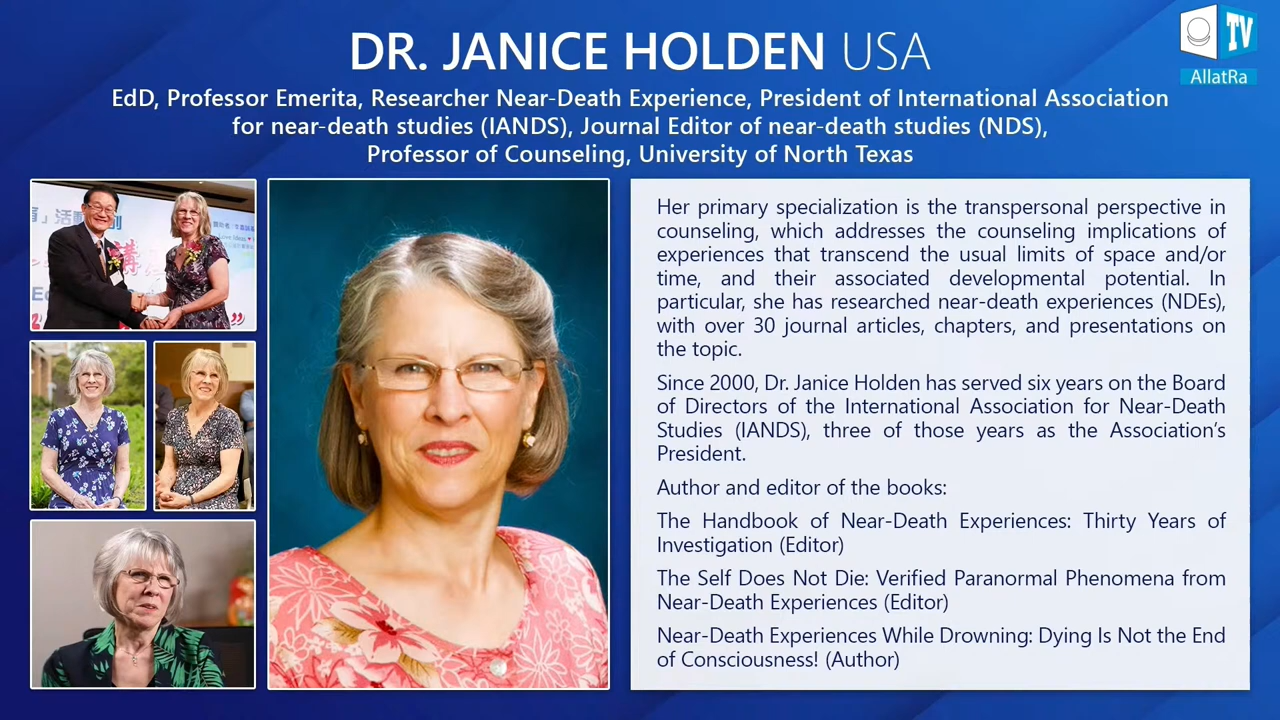 DR. JANICE HOLDEN USA
TV
AllatRa
EdD, Professor Emerita, Researcher Near-Death Experience, President of International Association
for near-death studies (IANDS), Journal Editor of near-death studies (NDS),
Professor of Counseling, University of North Texas
Her primary specialization is the transpersonal perspective in
counseling, which addresses the counseling implications of
experiences that transcend the usual limits of space and/or
time, and their associated developmental potential. In
particular, she has researched near-death experiences (NDEs),
with over 30 journal articles, chapters, and presentations on
the topic.
Since 2000, Dr. Janice Holden has served six years on the Board
of Directors of the International Association for Near-Death
Studies (IANDS), three of those years as the Association's
President.
Author and editor of the books:
The Handbook of Near-Death Experiences: Thirty Years of
Investigation (Editor)
The Self Does Not Die: Verified Paranormal Phenomena from
Near-Death Experiences (Editor)
Near-Death Experiences While Drowning: Dying Is Not the End
of Consciousness! (Author)